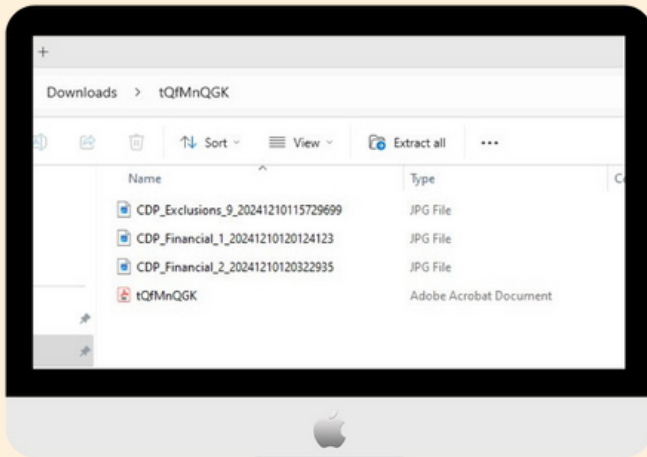 +
Downloads > tQfMnQGK
Sort View Extract all ...
Name Type
CDP_Exclusions_9_20241210115729699 JPG File
CDP_Financial_1_20241210120124123 JPG File
CDP_Financial_2_20241210120322935 JPG File
tQfMnQGK Adobe Acrobat Document